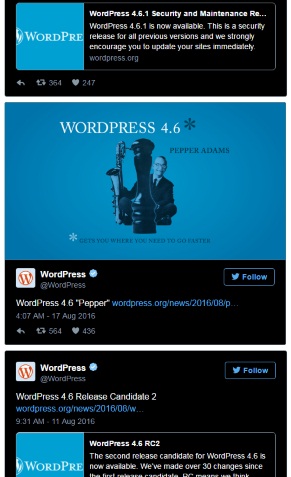 WordPress 4.6.1 Security and Maintenance Re...
WordPress 4.6.1 is now available. This is a security
release for all previous versions and we strongly
encourage you to update your sites immediately.
wordpress.org
WORDPRE
364 247
WORDPRESS 4.6*
PEPPER ADAMS
* GETS YOU WHERE YOU NEED TO GO FASTER
WordPress
@WordPress
Follow
WordPress 4.6 "Pepper" wordpress.org/news/2016/08/p...
4:07 AM - 17 Aug 2016
564 436
WordPress
@WordPress
Follow
WordPress 4.6 Release Candidate 2
wordpress.org/news/2016/08/w...
9:31 AM - 11 Aug 2016
WordPress 4.6 RC2
The second release candidate for WordPress 4.6 is
now available. We've made over 30 changes since
the first release candidate. RC means we think
WORDPRE